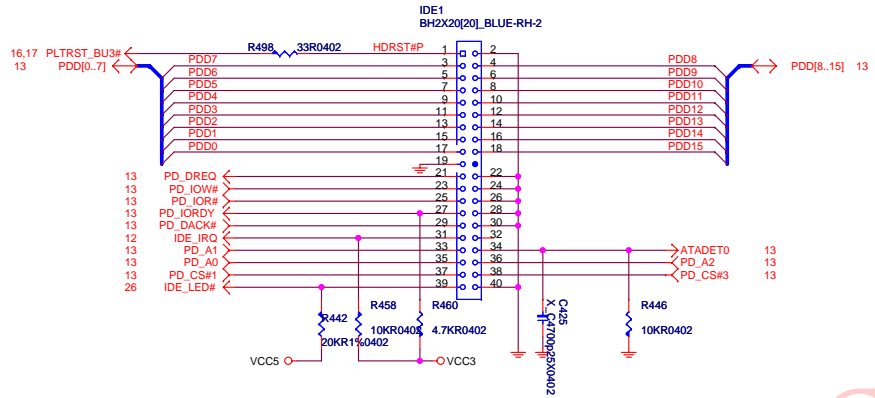 IDE1
BH2X20[20]_BLUE-RH-2
R498 33R0402 HDRST#P 1 2
16,17 PLTRST_BU3#
13 PDD[0..7] PDD[8..15] 13
PDD7 3 4 PDD8
PDD6 5 6 PDD9
PDD5 7 8 PDD10
PDD4 9 10 PDD11
PDD3 11 12 PDD12
PDD2 13 14 PDD13
PDD1 15 16 PDD14
PDD0 17 18 PDD15
19
13 PD_DREQ 21 22
13 PD_IOW# 23 24
13 PD_IOR# 25 26
13 PD_IORDY 27 28
13 PD_DACK# 29 30
12 IDE_IRQ 31 32
13 PD_A1 33 34 ATADET0 13
13 PD_A0 35 36 PD_A2 13
13 PD_CS#1 37 38 PD_CS#3 13
26 IDE_LED# 39 40
R442
20KR1%0402
R458
10KR0402
R460
4.7KR0402
C425
X_C4700p25X0402
R446
10KR0402
VCC5
VCC3